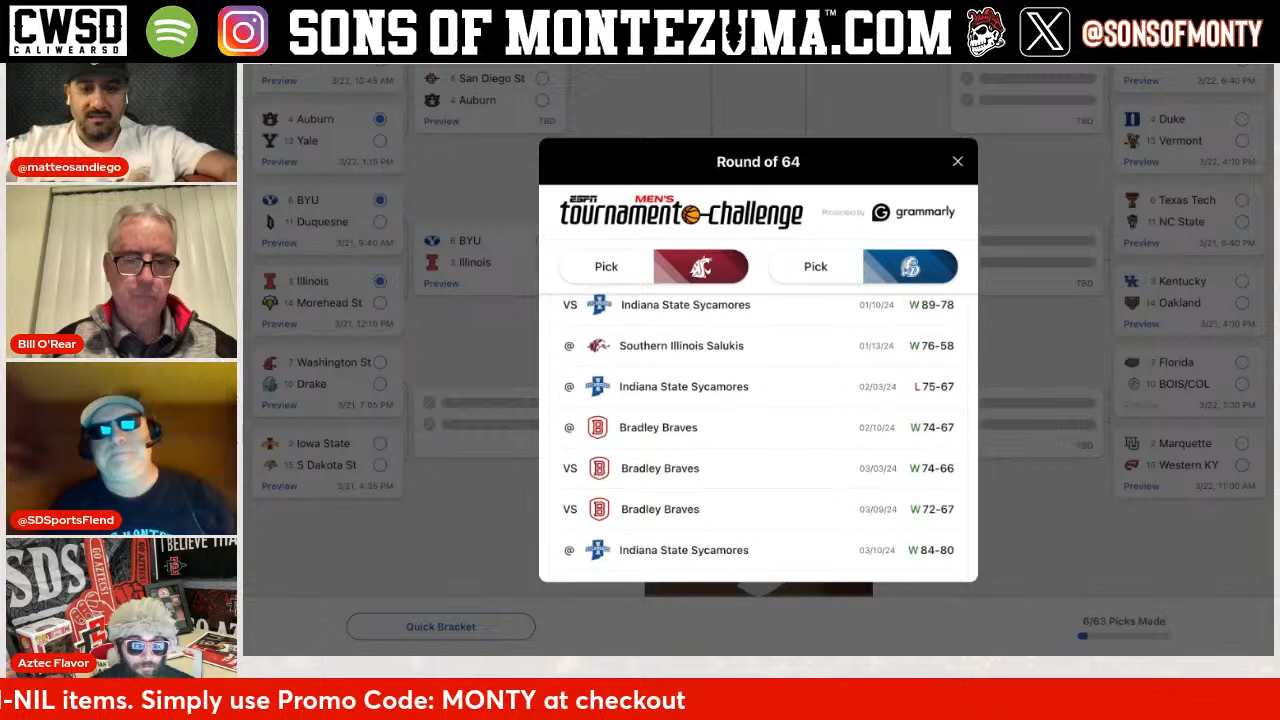 CWSD
CALIWEARSD
SONS OF MONTEZUMA.COM™
@SONSOFMONTY
@matteosandiego
Bill O'Rear
@SDSportsFiend
SDS
GO AZTECS!
I BELIEVE THA
Aztec Flavor
Preview 3/22, 10:45 AM
4 Auburn
13 Yale
Preview 3/22, 1:15 PM
6 BYU
11 Duquesne
Preview 3/21, 9:40 AM
3 Illinois
14 Morehead St
Preview 3/21, 12:10 PM
7 Washington St
10 Drake
Preview 3/21, 7:05 PM
2 Iowa State
15 S Dakota St
Preview 3/21, 4:35 PM
5 San Diego St
4 Auburn
Preview TBD
6 BYU
3 Illinois
Preview
Round of 64
ESPN MEN'S
tournament challenge
Presented by grammarly
Pick
Pick
VS Indiana State Sycamores 01/10/24 W 89-78
@ Southern Illinois Salukis 01/13/24 W 76-58
@ Indiana State Sycamores 02/03/24 L 75-67
@ Bradley Braves 02/10/24 W 74-67
VS Bradley Braves 03/03/24 W 74-66
VS Bradley Braves 03/09/24 W 72-67
@ Indiana State Sycamores 03/10/24 W 84-80
TBD
TBD
TBD
Preview 3/22, 6:40 PM
4 Duke
13 Vermont
Preview 3/22, 4:10 PM
6 Texas Tech
11 NC State
Preview 3/21, 6:40 PM
3 Kentucky
14 Oakland
Preview 3/21, 4:10 PM
7 Florida
10 BOIS/COL
Preview 3/22, 1:30 PM
2 Marquette
15 Western KY
Preview 3/22, 11:00 AM
Quick Bracket
6/63 Picks Made
-NIL items. Simply use Promo Code: MONTY at checkout